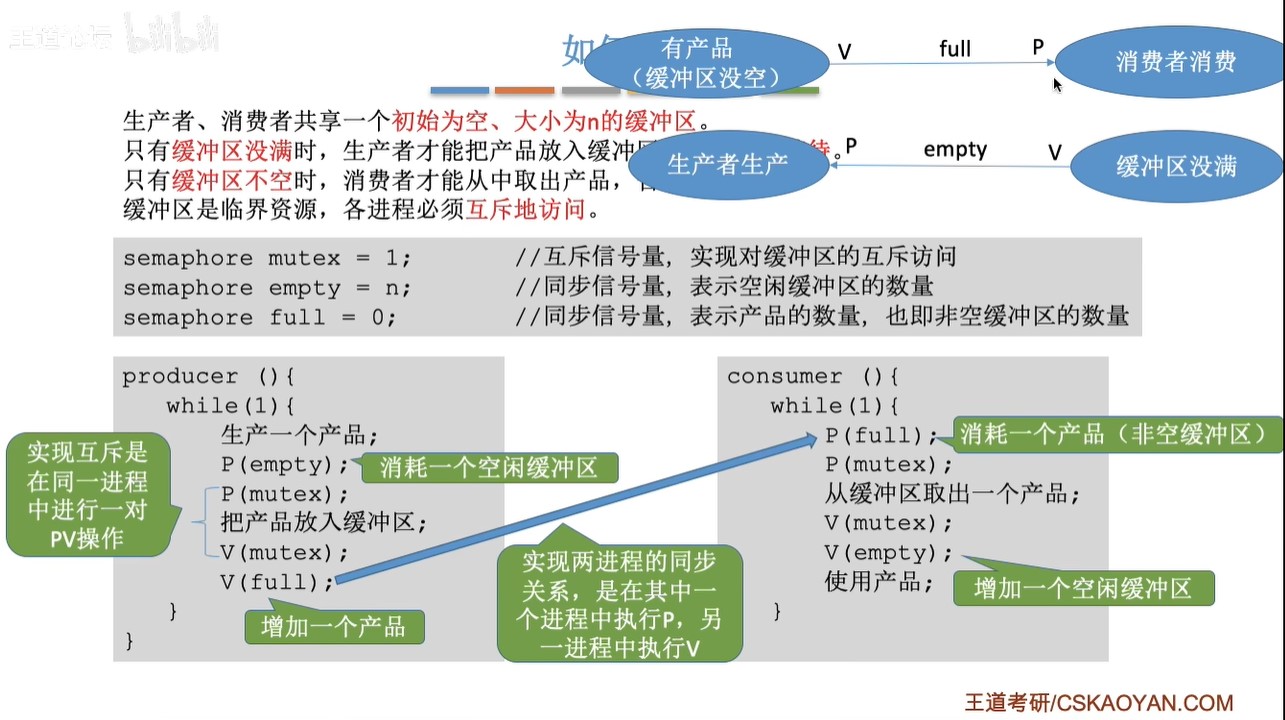 王道论坛 bilibili
如
有产品
（缓冲区没空）
V full P
消费者消费
生产者、消费者共享一个初始为空、大小为n的缓冲区。
只有缓冲区没满时，生产者才能把产品放入缓冲 待。
生产者生产
P empty V
缓冲区没满
只有缓冲区不空时，消费者才能从中取出产品，
缓冲区是临界资源，各进程必须互斥地访问。
semaphore mutex = 1; //互斥信号量，实现对缓冲区的互斥访问
semaphore empty = n; //同步信号量，表示空闲缓冲区的数量
semaphore full = 0; //同步信号量，表示产品的数量，也即非空缓冲区的数量
producer (){
while(1){
生产一个产品;
P(empty);
消耗一个空闲缓冲区
P(mutex);
把产品放入缓冲区;
V(mutex);
V(full);
}
}
实现互斥是
在同一进程
中进行一对
PV操作
增加一个产品
实现两进程的同步
关系，是在其中一
个进程中执行P，另
一进程中执行V
consumer (){
while(1){
P(full);
消耗一个产品（非空缓冲区）
P(mutex);
从缓冲区取出一个产品;
V(mutex);
V(empty);
使用产品;
增加一个空闲缓冲区
}
王道考研/CSKAOYAN.COM